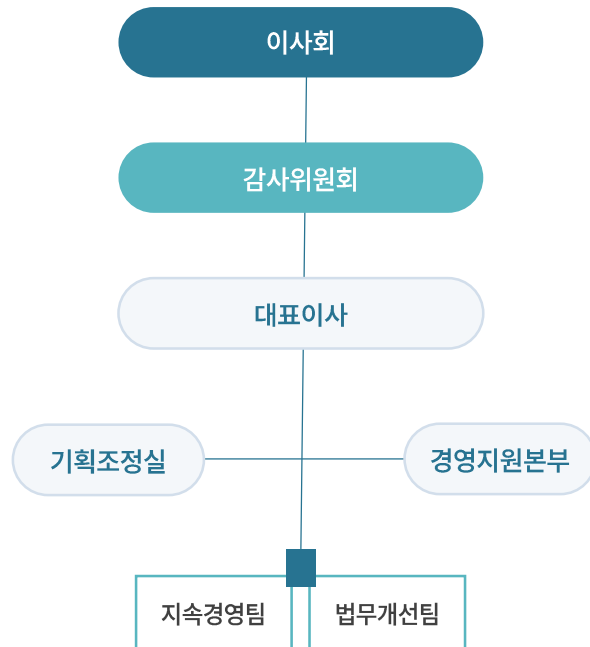 이사회
감사위원회
대표이사
기획조정실
경영지원본부
지속경영팀
법무개선팀